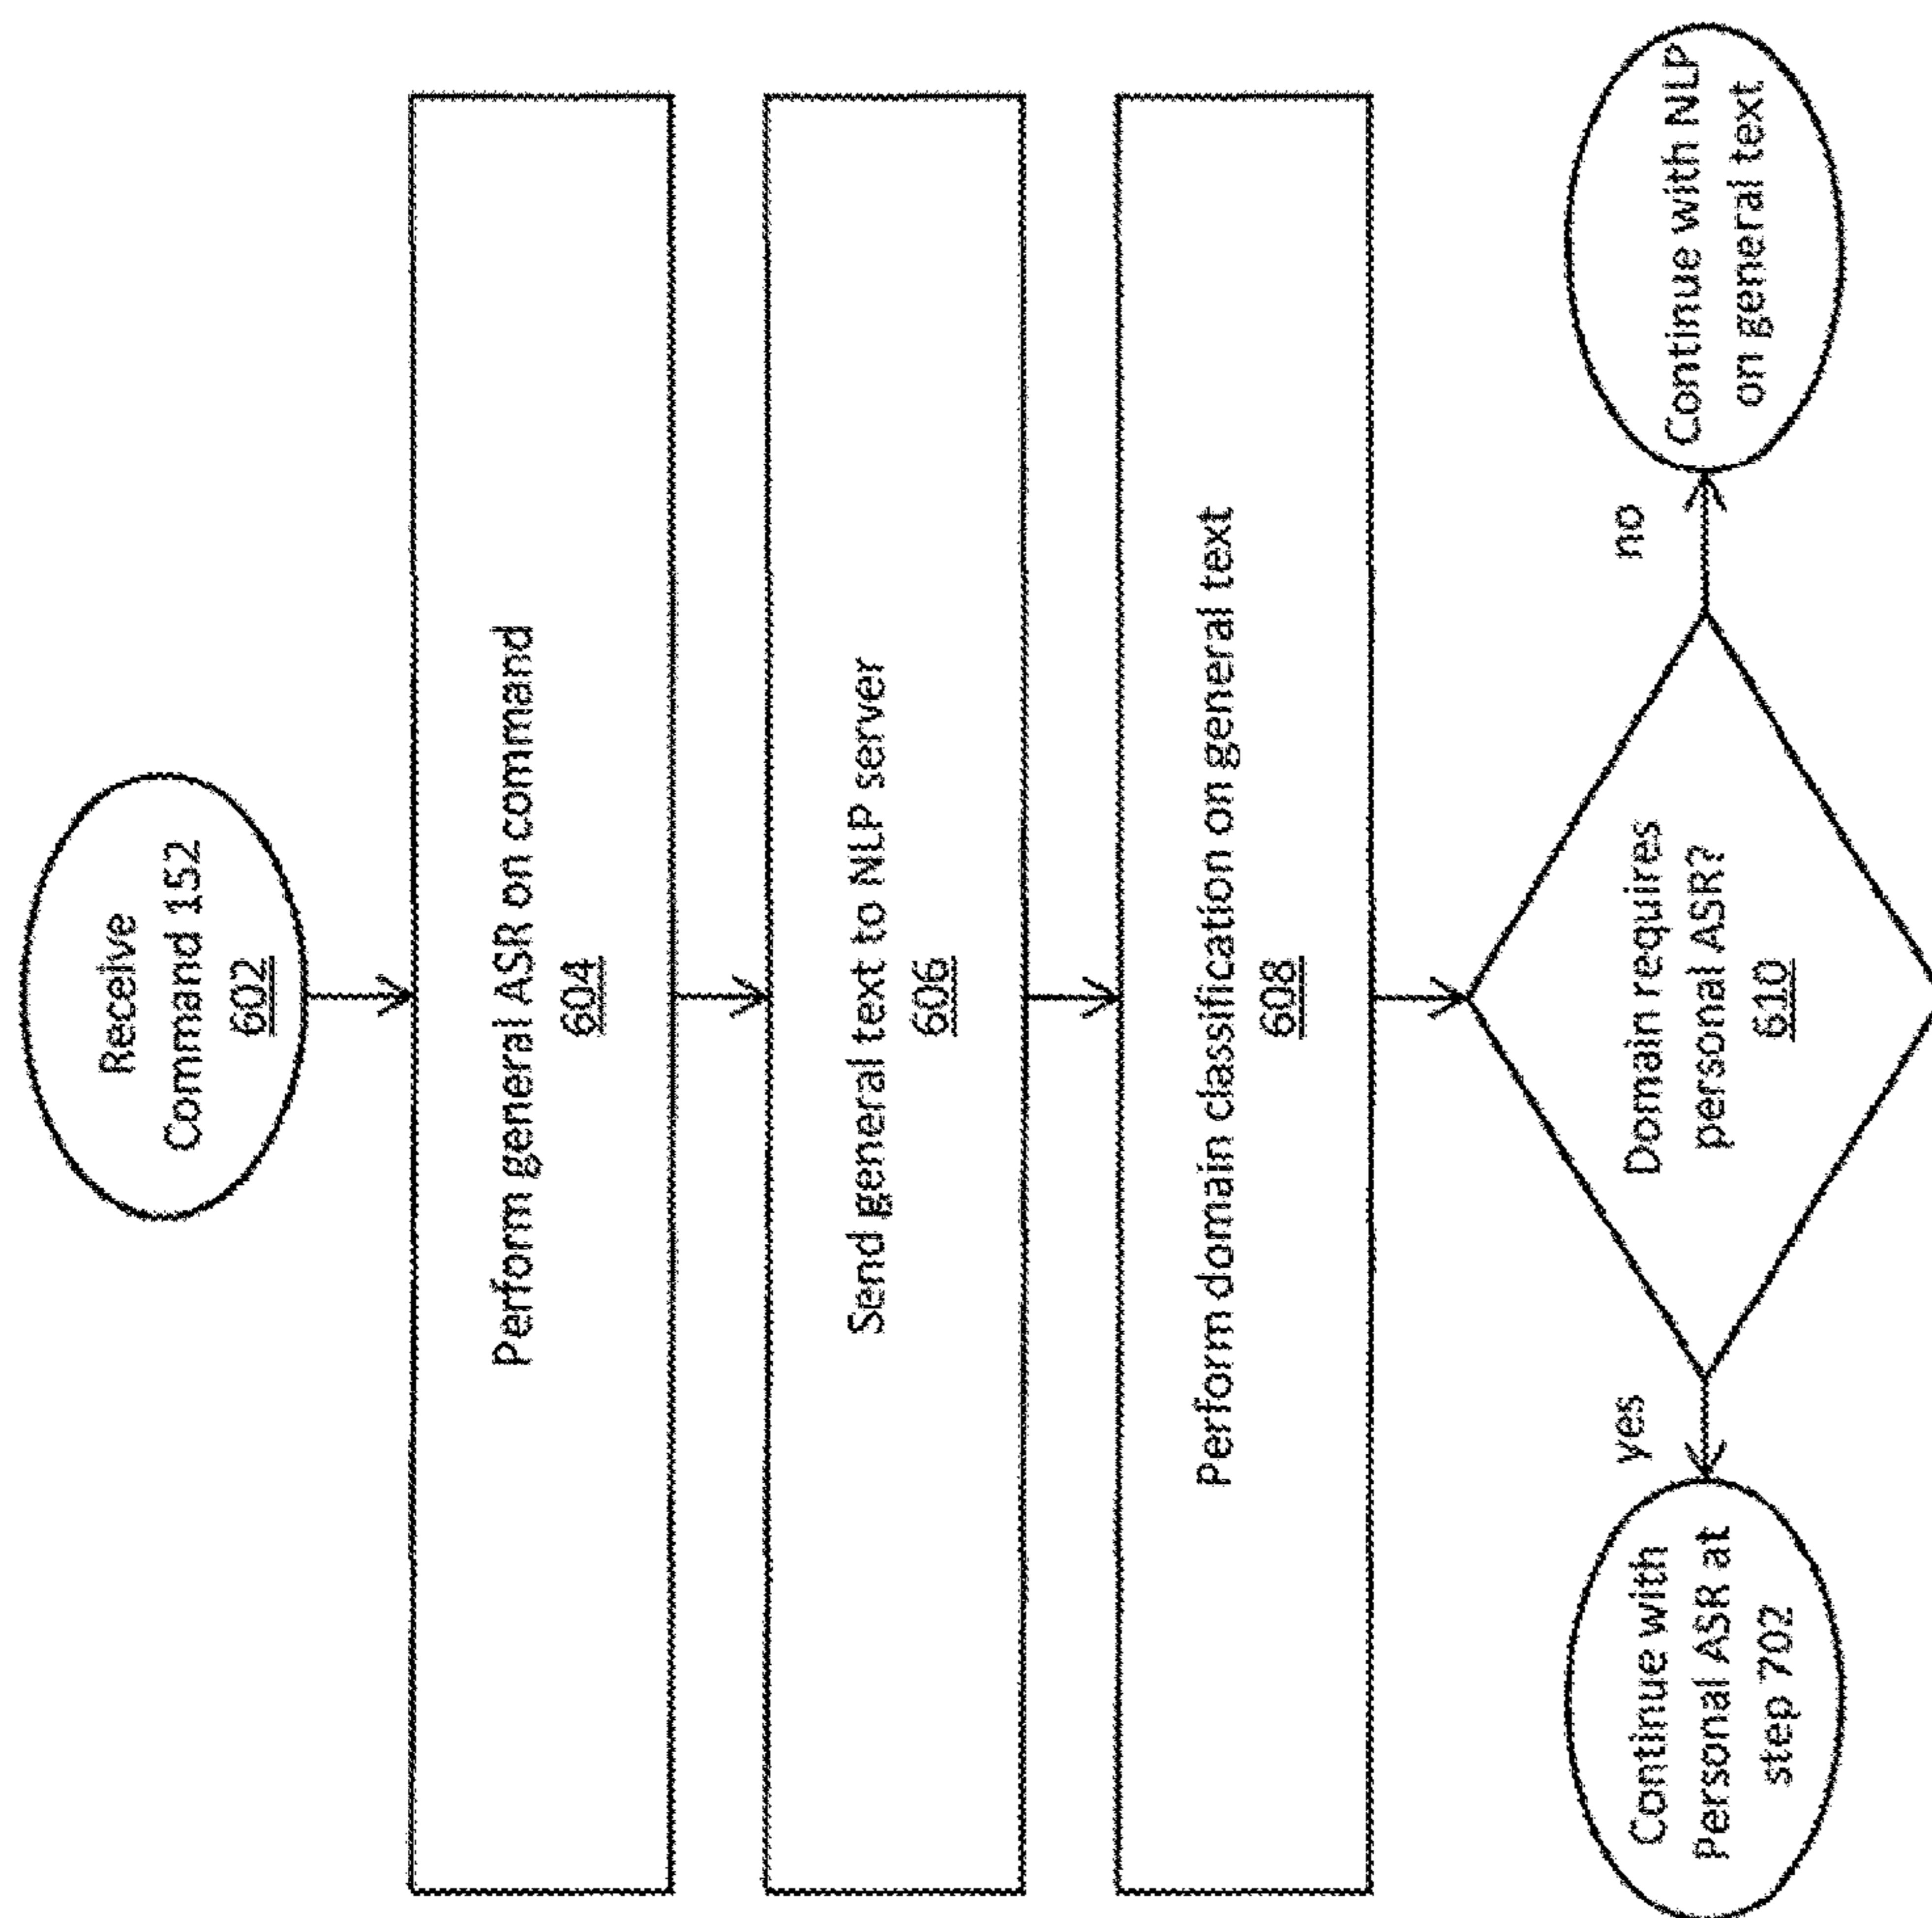 Receive
Command 152
602
Perform general ASR on command
604
Send general text to NLP server
606
Perform domain classification on general text
608
Domain requires
personal ASR?
610
yes
Continue with
Personal ASR at
step 702
no
Continue with NLP
on general text